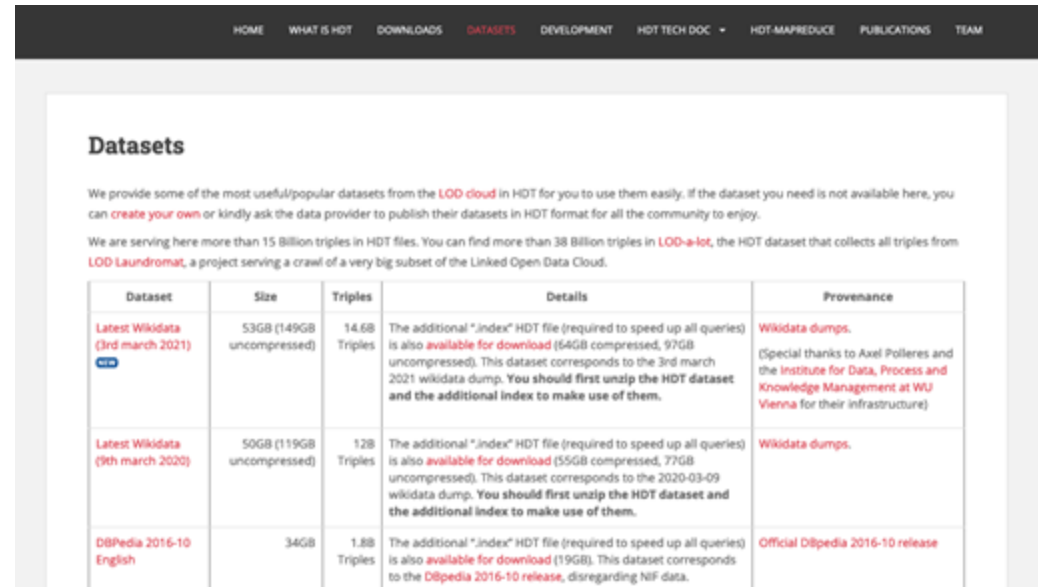 HOME WHAT IS HDT DOWNLOADS DATASETS DEVELOPMENT HDT TECH DOC HDT-MAPREDUCE PUBLICATIONS TEAM
Datasets
We provide some of the most useful/popular datasets from the LOD cloud in HDT for you to use them easily. If the dataset you need is not available here, you
can create your own or kindly ask the data provider to publish their datasets in HDT format for all the community to enjoy.
We are serving here more than 15 Billion triples in HDT files. You can find more than 38 Billion triples in LOD-a-lot, the HDT dataset that collects all triples from
LOD Laundromat, a project serving a crawl of a very big subset of the Linked Open Data Cloud.
Dataset Size Triples Details Provenance
Latest Wikidata
(3rd march 2021)
NEW
53GB (149GB
uncompressed)
14.6B
Triples
The additional ".index" HDT file (required to speed up all queries)
is also available for download (64GB compressed, 97GB
uncompressed). This dataset corresponds to the 3rd march
2021 wikidata dump. You should first unzip the HDT dataset
and the additional index to make use of them.
Wikidata dumps.
(Special thanks to Axel Polleres and
the Institute for Data, Process and
Knowledge Management at WU
Vienna for their infrastructure)
Latest Wikidata
(9th march 2020)
50GB (119GB
uncompressed)
12B
Triples
The additional ".index" HDT file (required to speed up all queries)
is also available for download (55GB compressed, 77GB
uncompressed). This dataset corresponds to the 2020-03-09
wikidata dump. You should first unzip the HDT dataset and
the additional index to make use of them.
Wikidata dumps.
DBPedia 2016-10
English
34GB
1.8B
Triples
The additional ".index" HDT file (required to speed up all queries)
is also available for download (19GB). This dataset corresponds
to the DBpedia 2016-10 release, disregarding NIF data.
Official DBpedia 2016-10 release